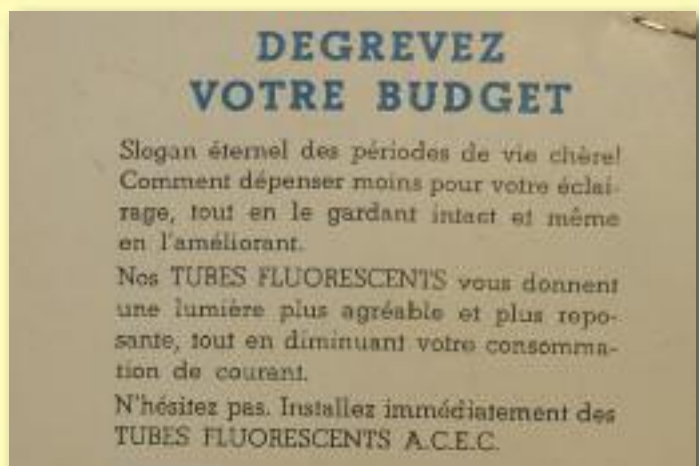 DEGREVEZ
VOTRE BUDGET
Slogan éternel des périodes de vie chère!
Comment dépenser moins pour votre éclai-
rage, tout en le gardant intact et même
en l'améliorant.
Nos TUBES FLUORESCENTS vous donnent
une lumière plus agréable et plus repo-
sante, tout en diminuant votre consomma-
tion de courant.
N'hésitez pas. Installez immédiatement des
TUBES FLUORESCENTS A.C.E.C.